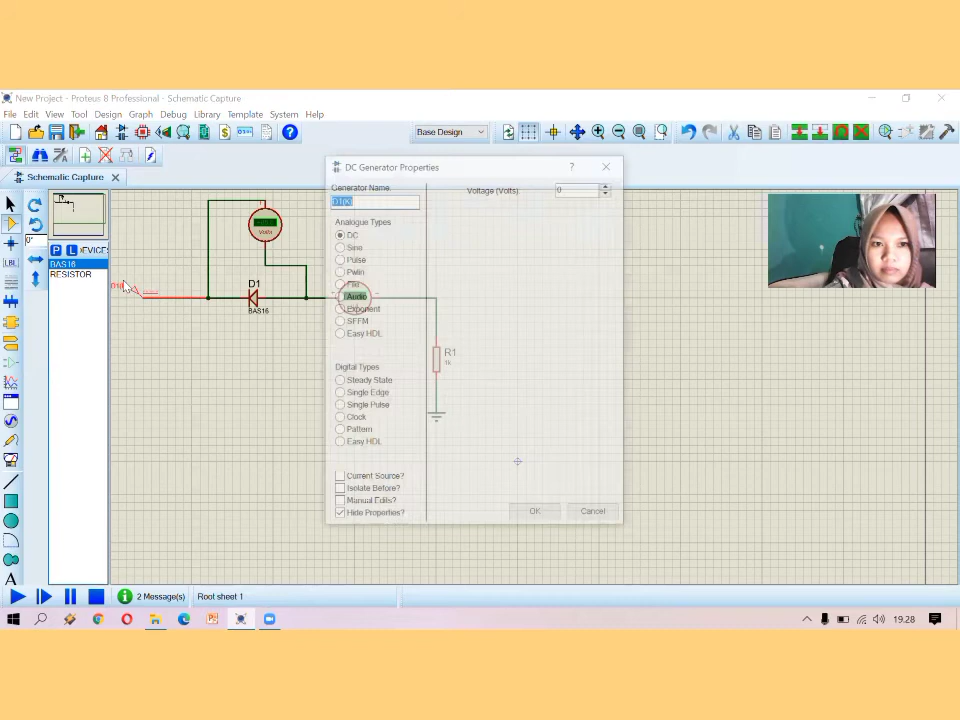 New Project - Proteus 8 Professional - Schematic Capture
File Edit View Tool Design Graph Debug Library Template System Help
Base Design
Schematic Capture
DC Generator Properties
Generator Name:
D1(K)
Voltage (Volts):
0
Analogue Types
DC
Sine
Pulse
Pwlin
File
Audio
Exponent
SFFM
Easy HDL
Digital Types
Steady State
Single Edge
Single Pulse
Clock
Pattern
Easy HDL
Current Source?
Isolate Before?
Manual Edits?
Hide Properties?
OK
Cancel
0°
P L DEVICES
BAS16
RESISTOR
LBL
A
Volts
D1
BAS16
R1
1k
2 Message(s)
Root sheet 1
19.28